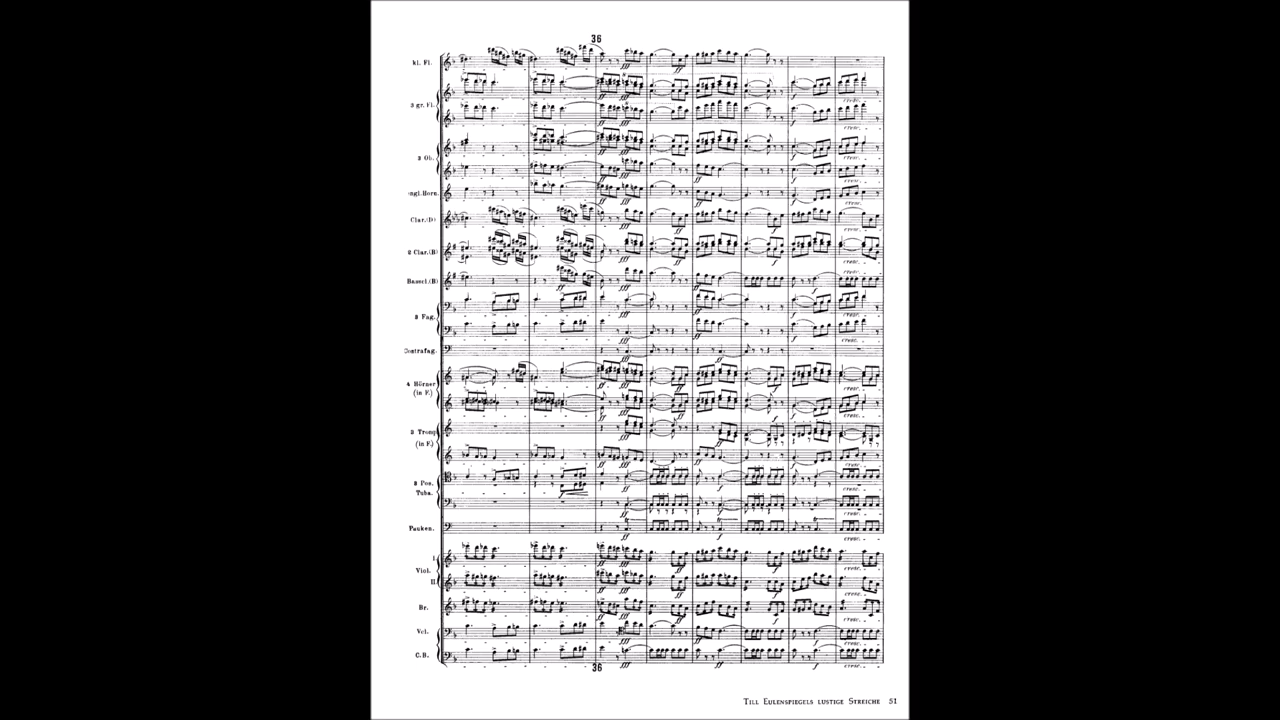 36
kl. Fl.
3 gr. Fl.
3 Ob.
engl. Horn.
Clar.(D)
2 Clar.(B)
Basscl.(B)
3 Fag.
Contrafag.
4 Hörner
(in F.)
3 Tromp
(in F.)
3 Pos.
Tuba.
Pauken.
I.
Viol.
II.
Br.
Vcl.
C.B.
36
TILL EULENSPIEGELS LUSTIGE STREICHE 51